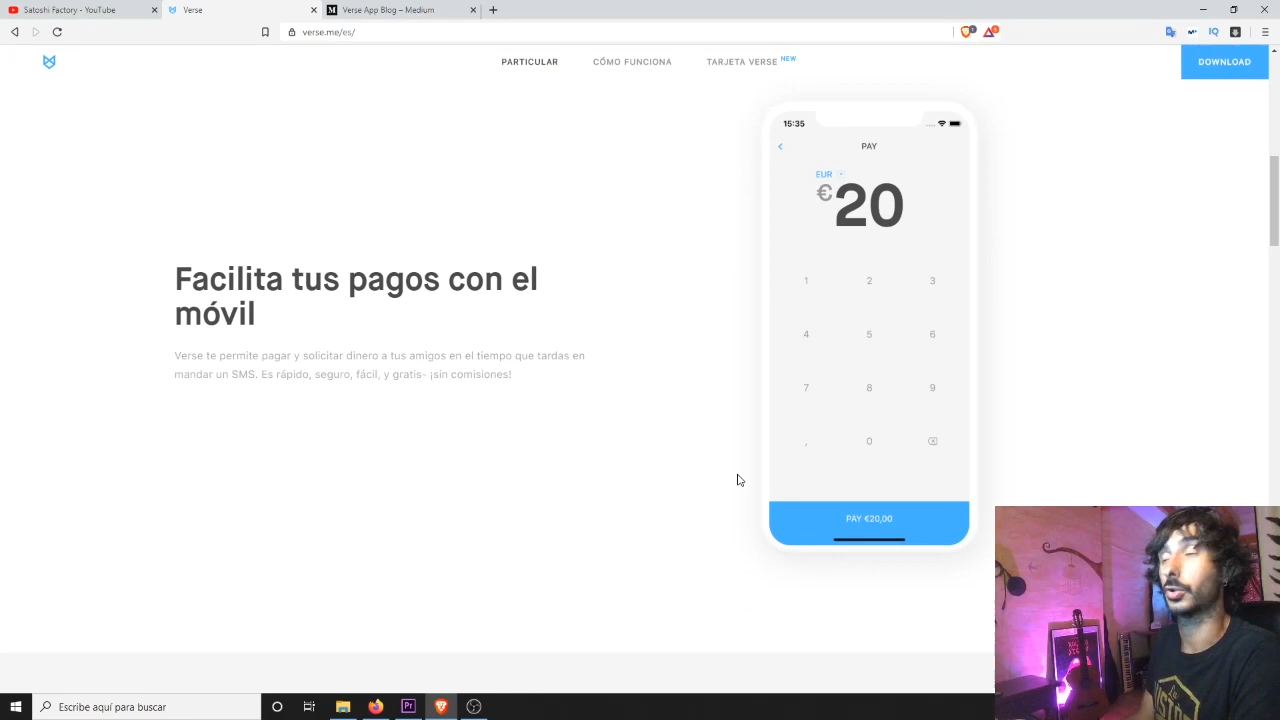 Satoshi Factory - YouTube
Verse
Verse App Blog – Medium
verse.me/es/
PARTICULAR
CÓMO FUNCIONA
TARJETA VERSE NEW
DOWNLOAD
15:35
PAY
EUR
€20
1 2 3
4 5 6
7 8 9
, 0
PAY €20,00
Facilita tus pagos con el
móvil
Verse te permite pagar y solicitar dinero a tus amigos en el tiempo que tardas en
mandar un SMS. Es rápido, seguro, fácil, y gratis- ¡sin comisiones!
Escribe aquí para buscar